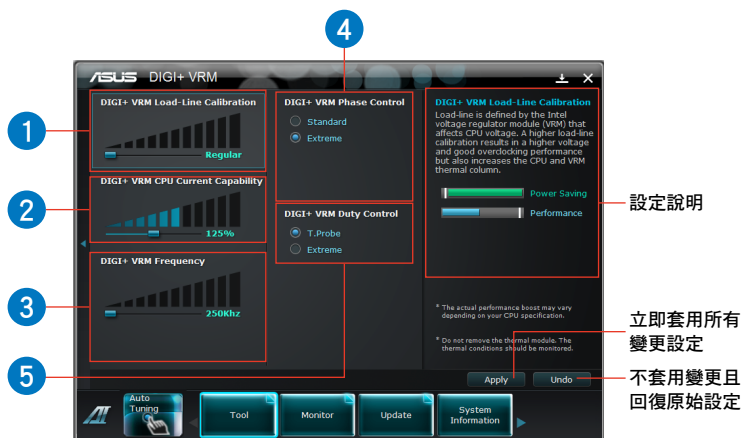 4
ASUS DIGI+ VRM
1
DIGI+ VRM Load-Line Calibration
Regular
2
DIGI+ VRM CPU Current Capability
125%
3
DIGI+ VRM Frequency
250Khz
DIGI+ VRM Phase Control
Standard
Extreme
DIGI+ VRM Duty Control
T.Probe
Extreme
5
DIGI+ VRM Load-Line Calibration
Load-line is defined by the Intel
voltage regulator module (VRM) that
affects CPU voltage. A higher load-line
calibration results in a higher voltage
and good overclocking performance
but also increases the CPU and VRM
thermal column.
Power Saving
Performance
* The actual performance boost may vary
depending on your CPU specification.
* Do not remove the thermal module. The
thermal conditions should be monitored.
Apply
Undo
Auto
Tuning
Tool
Monitor
Update
System
Information
設定說明
立即套用所有
變更設定
不套用變更且
回復原始設定